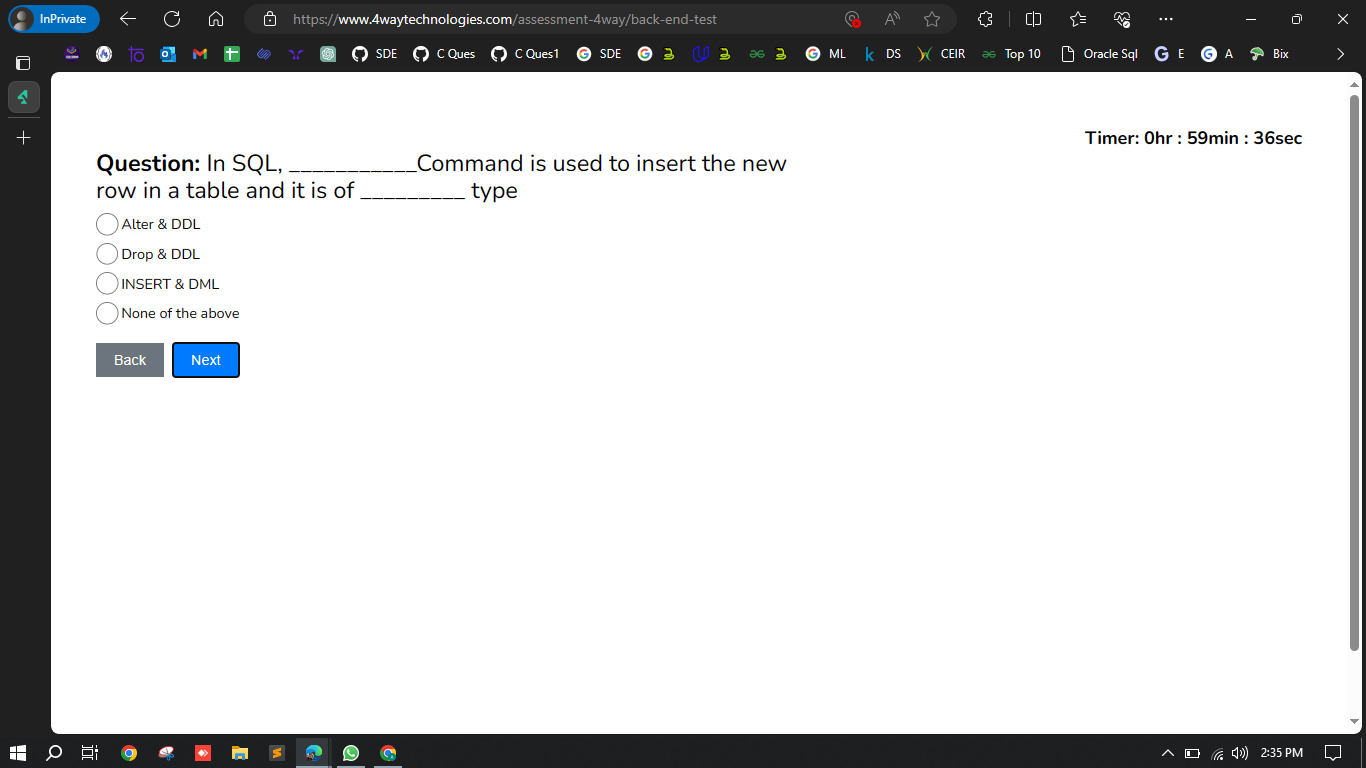 InPrivate
https://www.4waytechnologies.com/assessment-4way/back-end-test
SDE C Ques C Ques1 SDE ML DS CEIR Top 10 Oracle Sql E A Bix
Timer: 0hr : 59min : 36sec
Question: In SQL, ___________Command is used to insert the new
row in a table and it is of _________ type
Alter & DDL
Drop & DDL
INSERT & DML
None of the above
Back Next
2:35 PM